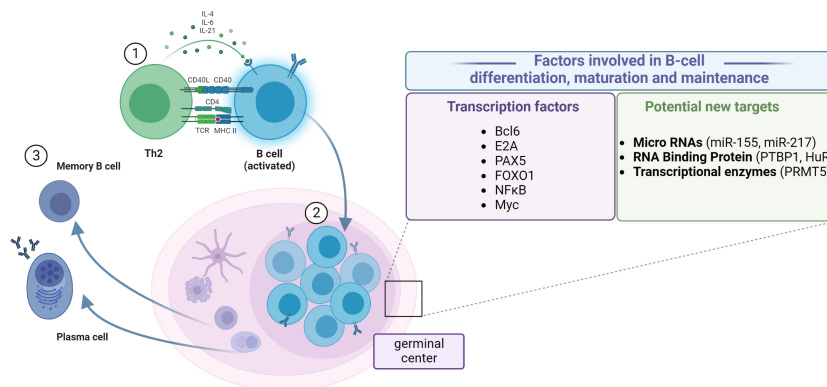 IL-4
IL-6
IL-21
1
CD40L CD40
CD4
TCR MHC II
Th2
B cell
(activated)
3
Memory B cell
Plasma cell
2
germinal
center
Factors involved in B-cell
differentiation, maturation and maintenance
Transcription factors
• Bcl6
• E2A
• PAX5
• FOXO1
• NFκB
• Myc
Potential new targets
• Micro RNAs (miR-155, miR-217)
• RNA Binding Protein (PTBP1, HuR
• Transcriptional enzymes (PRMT5